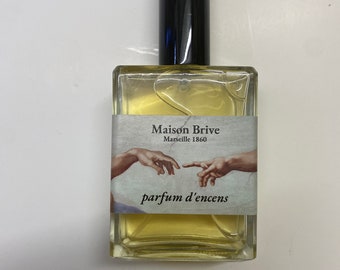 Maison Brive
Marseille 1860
parfum d'encens